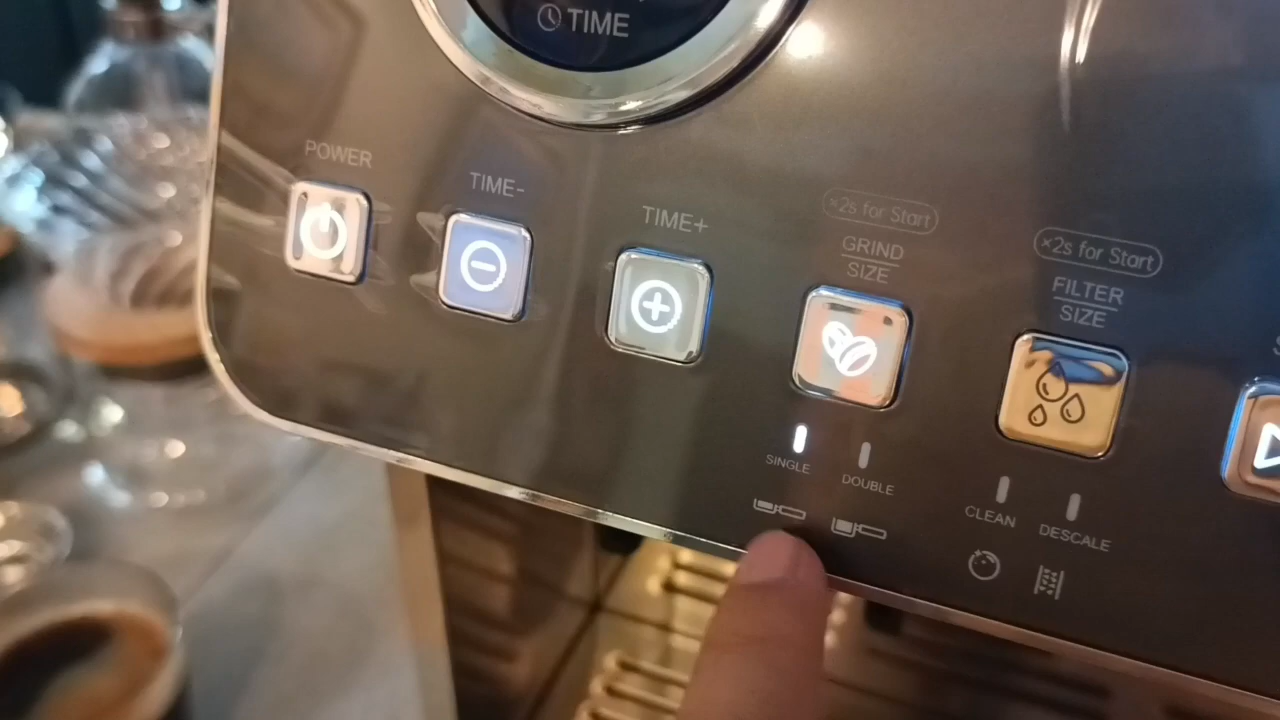 TIME
POWER
TIME-
TIME+
×2s for Start
GRIND
SIZE
×2s for Start
FILTER
SIZE
SINGLE
DOUBLE
CLEAN
DESCALE